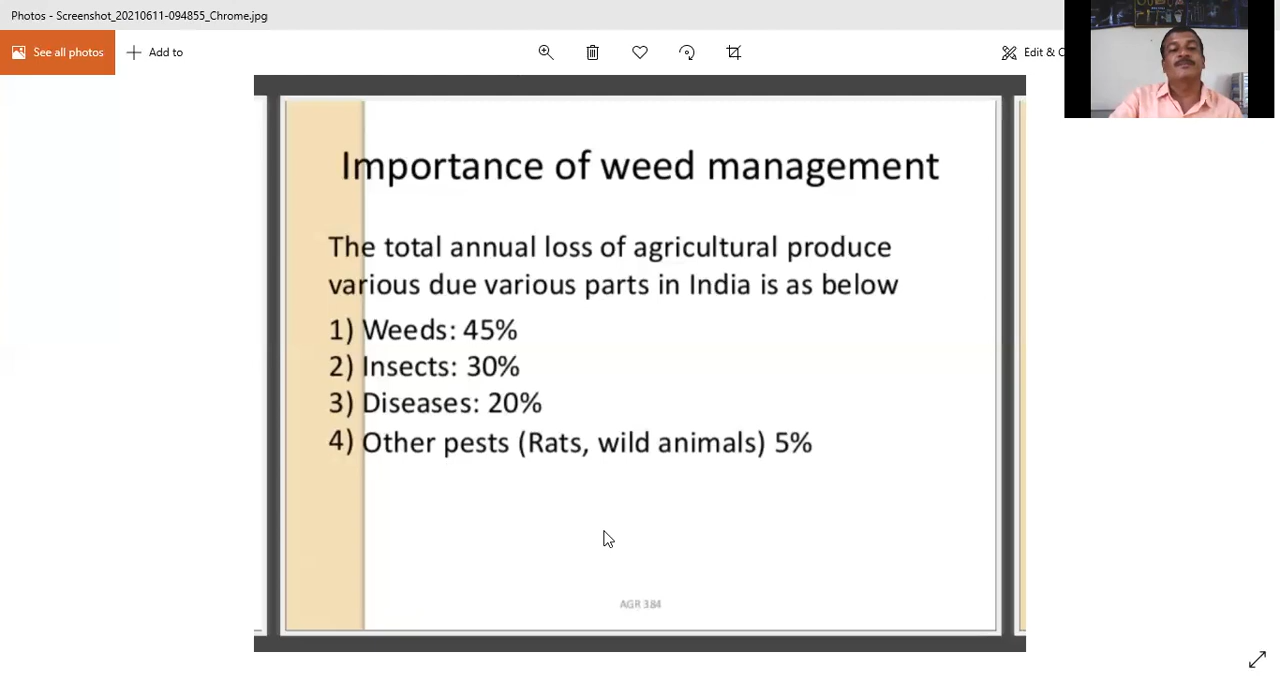 Photos - Screenshot_20210611-094855_Chrome.jpg
See all photos
Add to
Edit & C
Importance of weed management
The total annual loss of agricultural produce
various due various parts in India is as below
1) Weeds: 45%
2) Insects: 30%
3) Diseases: 20%
4) Other pests (Rats, wild animals) 5%
AGR 384